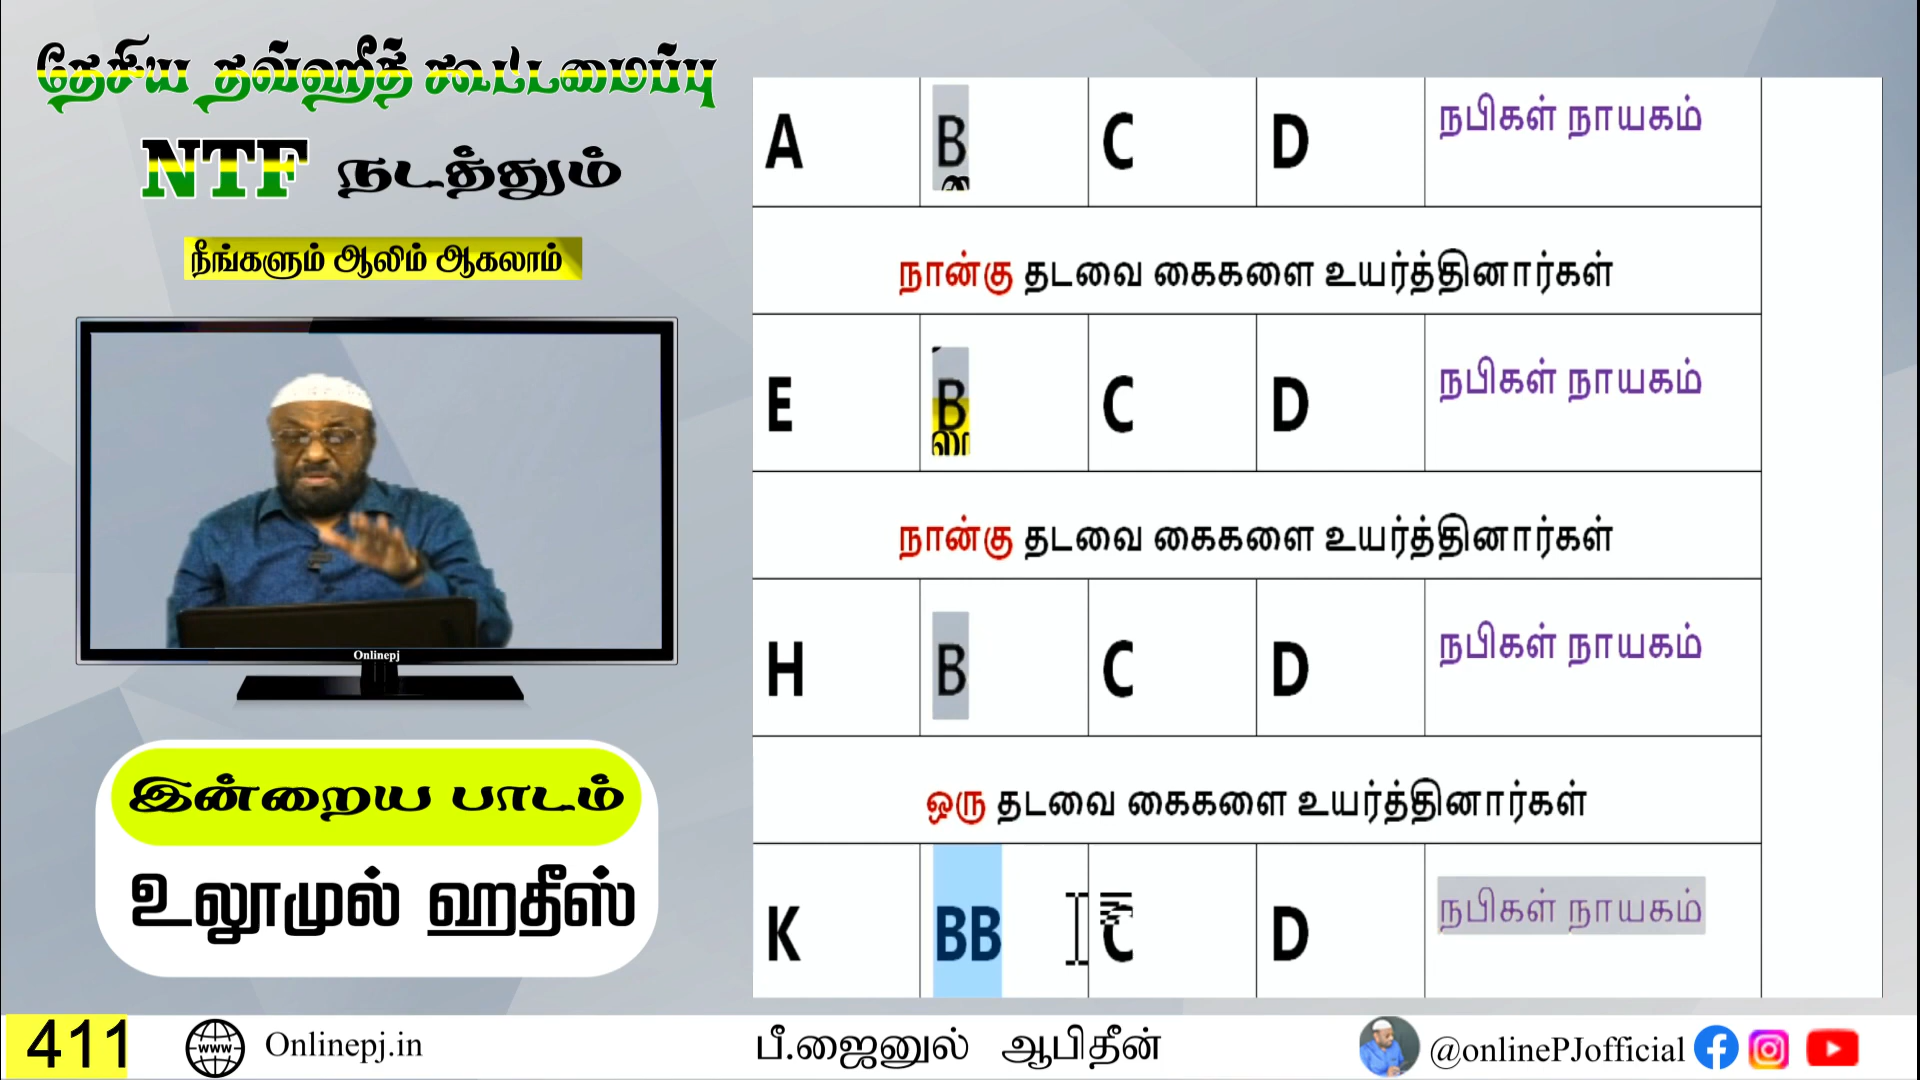 தேசிய தவ்ஹீத் கூட்டமைப்பு
NTF நடத்தும்
நீங்களும் ஆலிம் ஆகலாம்
Onlinepj
இன்றைய பாடம்
உலூமுல் ஹதீஸ்
A B C D நபிகள் நாயகம்
நான்கு தடவை கைகளை உயர்த்தினார்கள்
E B C D நபிகள் நாயகம்
நான்கு தடவை கைகளை உயர்த்தினார்கள்
H B C D நபிகள் நாயகம்
ஒரு தடவை கைகளை உயர்த்தினார்கள்
K BB C D நபிகள் நாயகம்
411 www Onlinepj.in பீ.ஜைனுல் ஆபிதீன் @onlinePJofficial